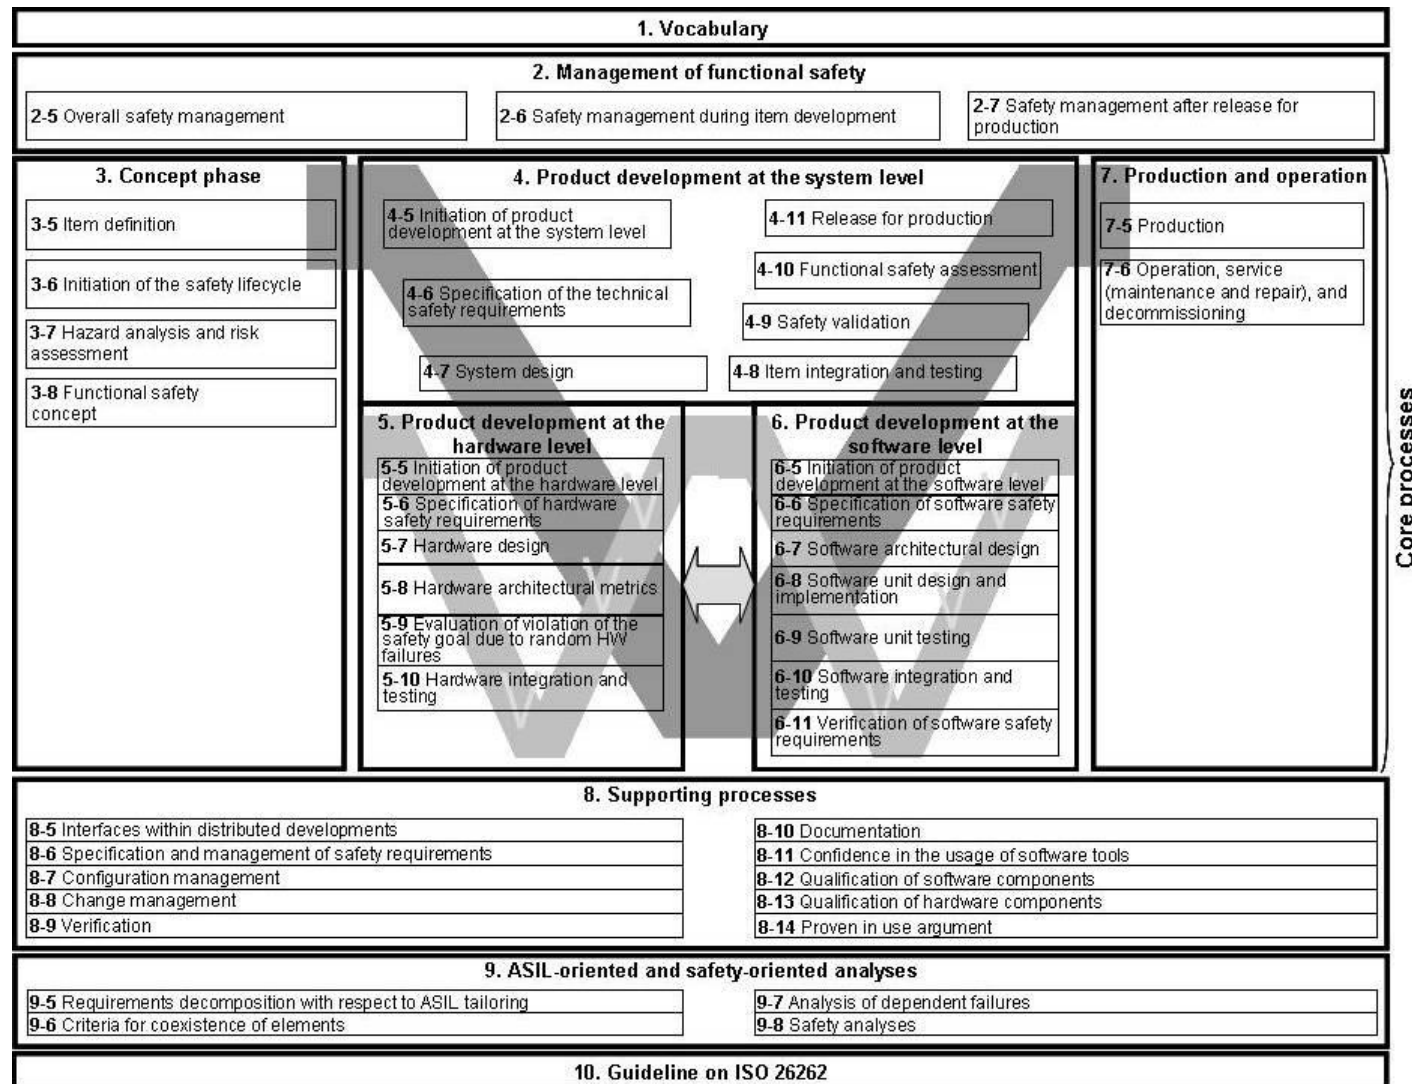 1. Vocabulary
2. Management of functional safety
2-5 Overall safety management
2-6 Safety management during item development
2-7 Safety management after release for
production
3. Concept phase
3-5 Item definition
3-6 Initiation of the safety lifecycle
3-7 Hazard analysis and risk
assessment
3-8 Functional safety
concept
4. Product development at the system level
4-5 Initiation of product
development at the system level
4-6 Specification of the technical
safety requirements
4-7 System design
4-11 Release for production
4-10 Functional safety assessment
4-9 Safety validation
4-8 Item integration and testing
7. Production and operation
7-5 Production
7-6 Operation, service
(maintenance and repair), and
decommissioning
5. Product development at the
hardware level
5-5 Initiation of product
development at the hardware level
5-6 Specification of hardware
safety requirements
5-7 Hardware design
5-8 Hardware architectural metrics
5-9 Evaluation of violation of the
safety goal due to random HW
failures
5-10 Hardware integration and
testing
6. Product development at the
software level
6-5 Initiation of product
development at the software level
6-6 Specification of software safety
requirements
6-7 Software architectural design
6-8 Software unit design and
implementation
6-9 Software unit testing
6-10 Software integration and
testing
6-11 Verification of software safety
requirements
Core processes
8. Supporting processes
8-5 Interfaces within distributed developments
8-6 Specification and management of safety requirements
8-7 Configuration management
8-8 Change management
8-9 Verification
8-10 Documentation
8-11 Confidence in the usage of software tools
8-12 Qualification of software components
8-13 Qualification of hardware components
8-14 Proven in use argument
9. ASIL-oriented and safety-oriented analyses
9-5 Requirements decomposition with respect to ASIL tailoring
9-6 Criteria for coexistence of elements
9-7 Analysis of dependent failures
9-8 Safety analyses
10. Guideline on ISO 26262